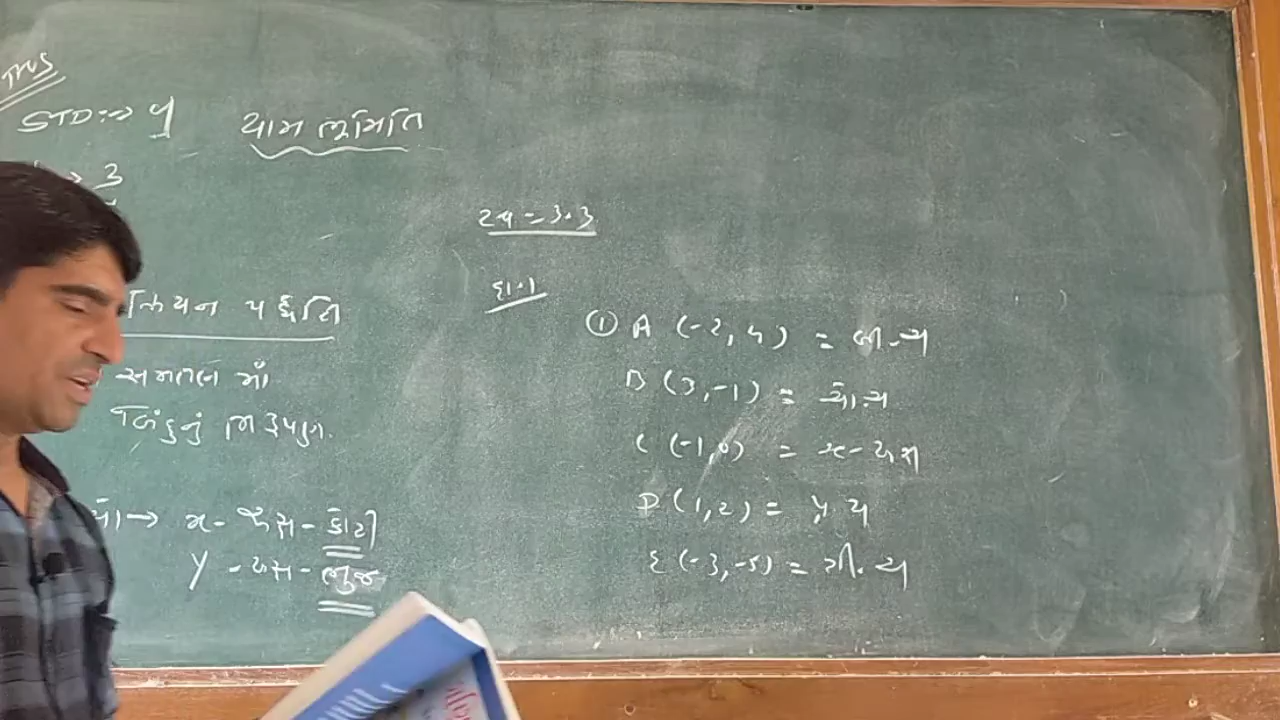 STD :→ 9 યામ ભૂમિતિ
→ 3
પદ્ધતિ
સમતલ માં
બિંદુનું નિરૂપણ.
→ x - અક્ષ - કોટી
y - અક્ષ - ભુજ
સ્વા = 3.3
દા.1
① A (-2, 4) = બી.ચ
B (3, -1) = ચો.ચ
C (-1, 0) = x - અક્ષ
D (1, 2) = પ્ર ચ
E (-3, -5) = ત્રી.ચ